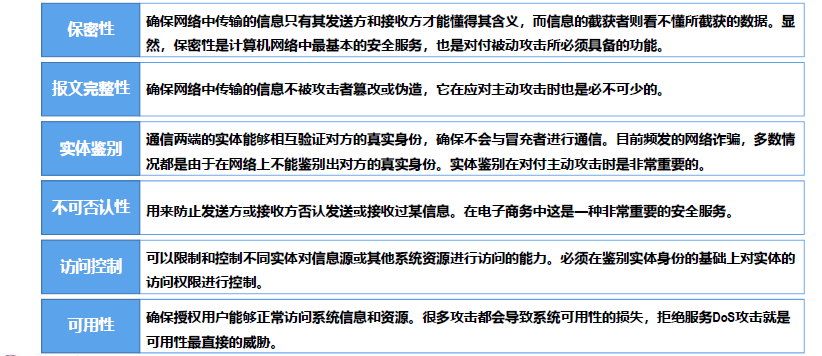 保密性
确保网络中传输的信息只有其发送方和接收方才能懂得其含义，而信息的截获者则看不懂所截获的数据。显
然，保密性是计算机网络中最基本的安全服务，也是对付被动攻击所必须具备的功能。
报文完整性
确保网络中传输的信息不被攻击者篡改或伪造，它在应对主动攻击时也是必不可少的。
实体鉴别
通信两端的实体能够相互验证对方的真实身份，确保不会与冒充者进行通信。目前频发的网络诈骗，多数情
况都是由于在网络上不能鉴别出对方的真实身份。实体鉴别在对付主动攻击时是非常重要的。
不可否认性
用来防止发送方或接收方否认发送或接收过某信息。在电子商务中这是一种非常重要的安全服务。
访问控制
可以限制和控制不同实体对信息源或其他系统资源进行访问的能力。必须在鉴别实体身份的基础上对实体的
访问权限进行控制。
可用性
确保授权用户能够正常访问系统信息和资源。很多攻击都会导致系统可用性的损失，拒绝服务DoS攻击就是
可用性最直接的威胁。